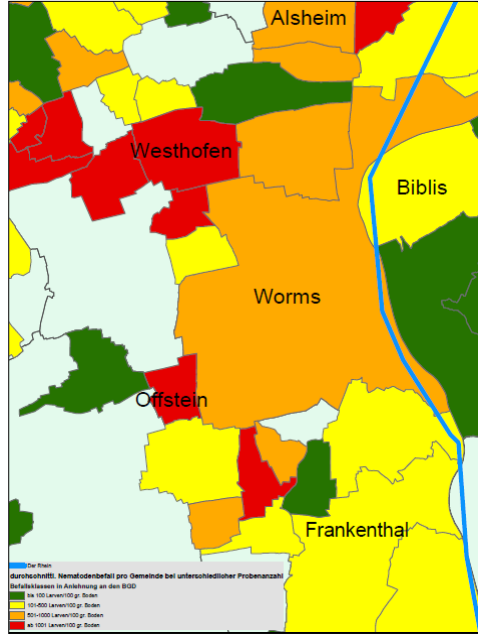 Alsheim
Westhofen
Biblis
Worms
Offstein
Frankenthal
Der Rhein
durchschnittl. Nematodenbefall pro Gemeinde bei unterschiedlicher Probenanzahl
Befallsklassen in Anlehnung an den BGD
bis 100 Larven/100 gr. Boden
101-500 Larven/100 gr. Boden
501-1000 Larven/100 gr. Boden
ab 1001 Larven/100 gr. Boden